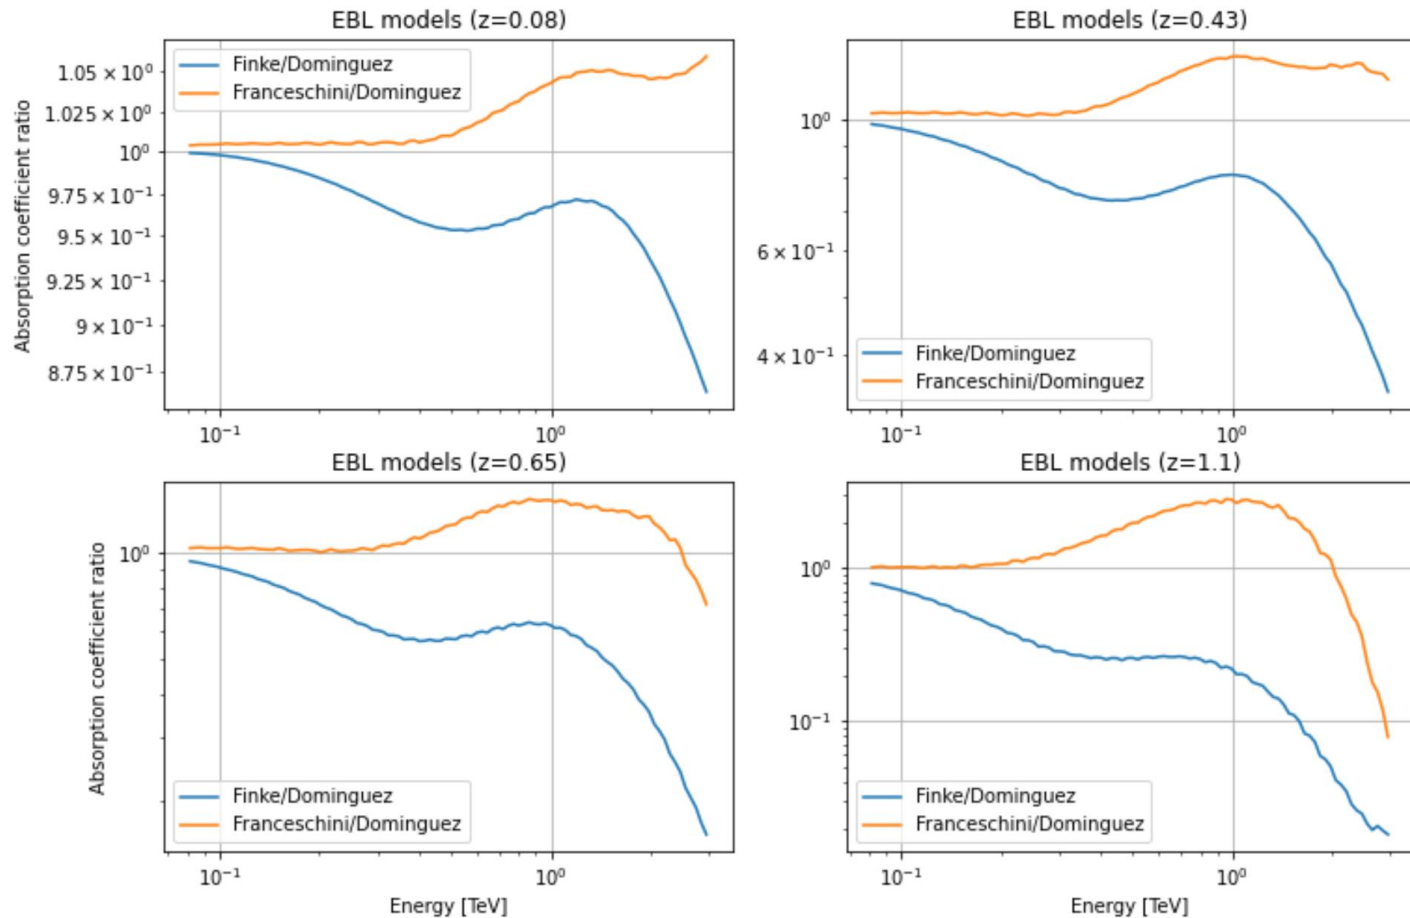 EBL models (z=0.08)
Absorption coefficient ratio
1.05 × 10⁰
1.025 × 10⁰
10⁰
9.75 × 10⁻¹
9.5 × 10⁻¹
9.25 × 10⁻¹
9 × 10⁻¹
8.75 × 10⁻¹
Finke/Dominguez
Franceschini/Dominguez
10⁻¹
10⁰
EBL models (z=0.43)
10⁰
6 × 10⁻¹
4 × 10⁻¹
Finke/Dominguez
Franceschini/Dominguez
10⁻¹
10⁰
EBL models (z=0.65)
Absorption coefficient ratio
10⁰
Finke/Dominguez
Franceschini/Dominguez
10⁻¹
10⁰
Energy [TeV]
EBL models (z=1.1)
10⁰
10⁻¹
Finke/Dominguez
Franceschini/Dominguez
10⁻¹
10⁰
Energy [TeV]